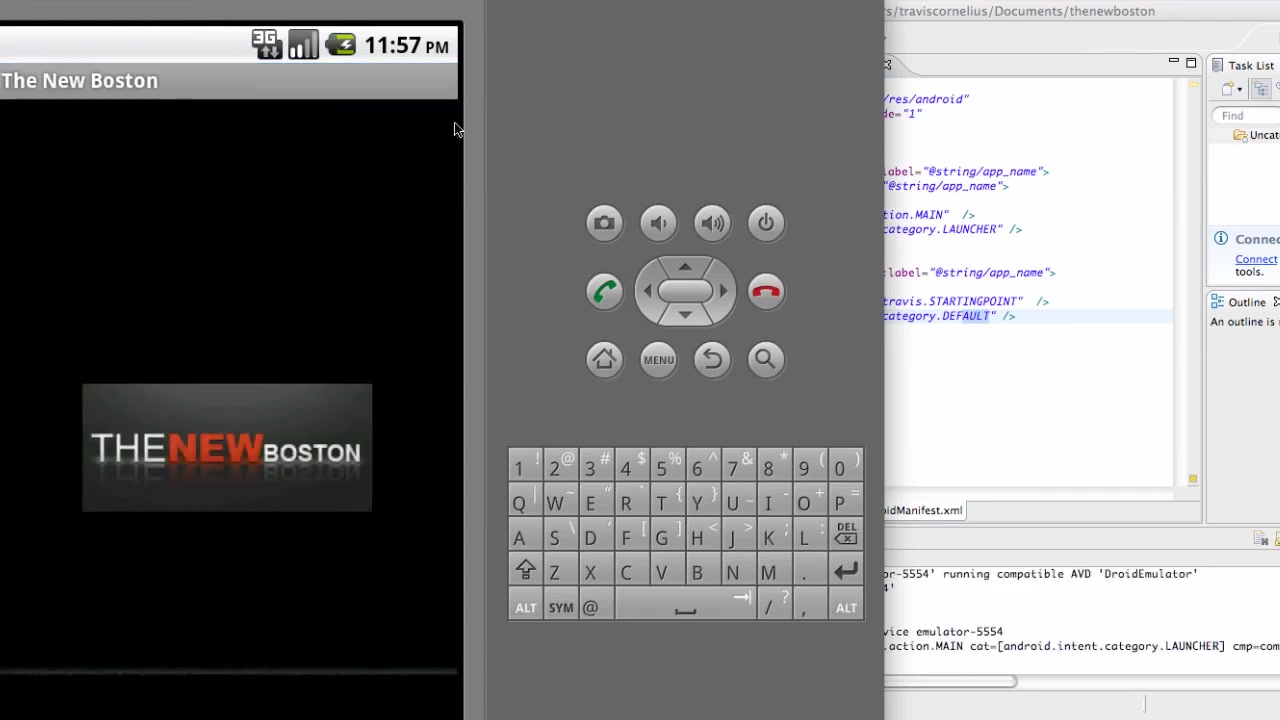 3G 11:57 PM
The New Boston
THENEWBOSTON
MENU
1 ! 2 @ 3 # 4 $ 5 % 6 ^ 7 & 8 * 9 ( 0 )
Q | W ~ E " R ` T { Y } U _ I - O + P =
A S \ D ' F [ G ] H < J > K ; L : DEL
Z X C V B N M .
ALT SYM @ / ? , ALT
rs/traviscornelius/Documents/thenewboston
/res/android"
de="1"
label="@string/app_name">
"@string/app_name">
tion.MAIN" />
category.LAUNCHER" />
:label="@string/app_name">
travis.STARTINGPOINT" />
category.DEFAULT" />
oidManifest.xml
or-5554' running compatible AVD 'DroidEmulator'
4'
vice emulator-5554
.action.MAIN cat=[android.intent.category.LAUNCHER] cmp=com
Task List
Find
Uncat
Connec
Connect
tools.
Outline
An outline is